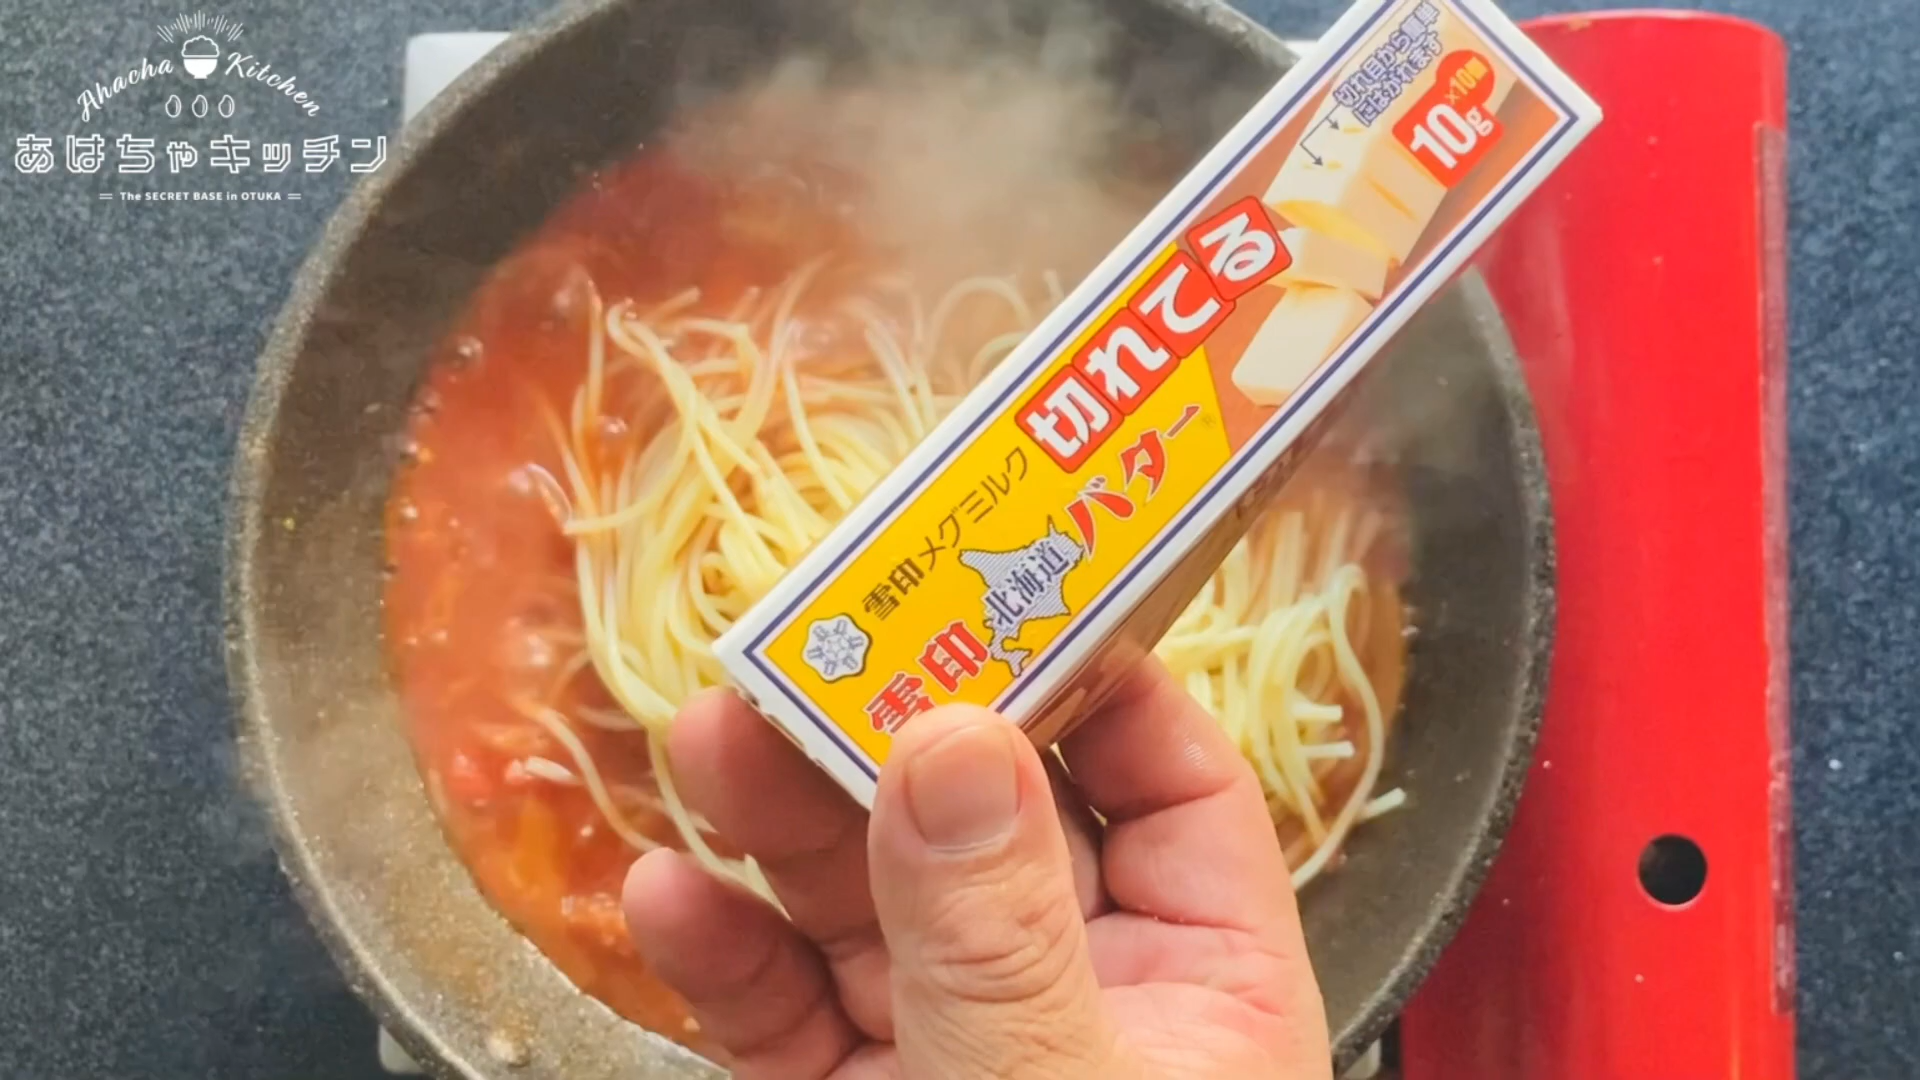 Ahacha Kitchen
あはちゃキッチン
The SECRET BASE in OTUKA
切れ目から簡単
にはがれます
10g
×10個
切れてる
雪印メグミルク
雪印
北海道
バター
®